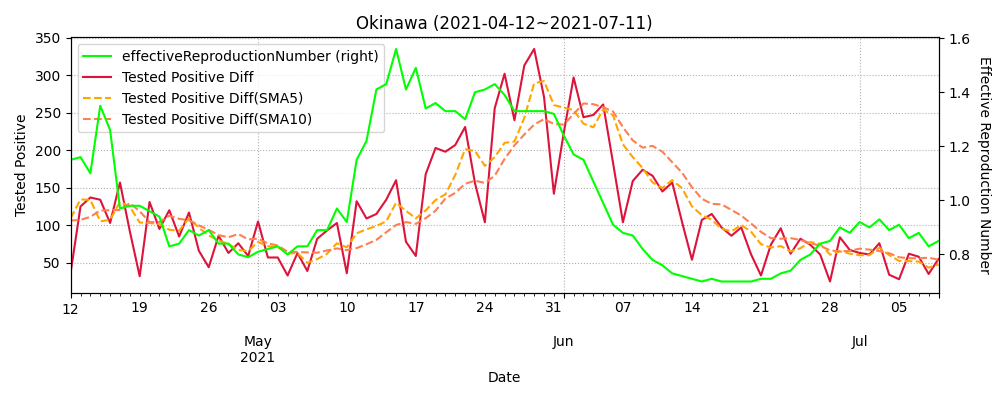 Okinawa (2021-04-12~2021-07-11)
effectiveReproductionNumber (right)
Tested Positive Diff
Tested Positive Diff(SMA5)
Tested Positive Diff(SMA10)
Tested Positive
350
300
250
200
150
100
50
1.6
1.4
1.2
1.0
0.8
Effective Reproduction Number
12 19 26 03 10 17 24 31 07 14 21 28 05
May Jun Jul
2021
Date